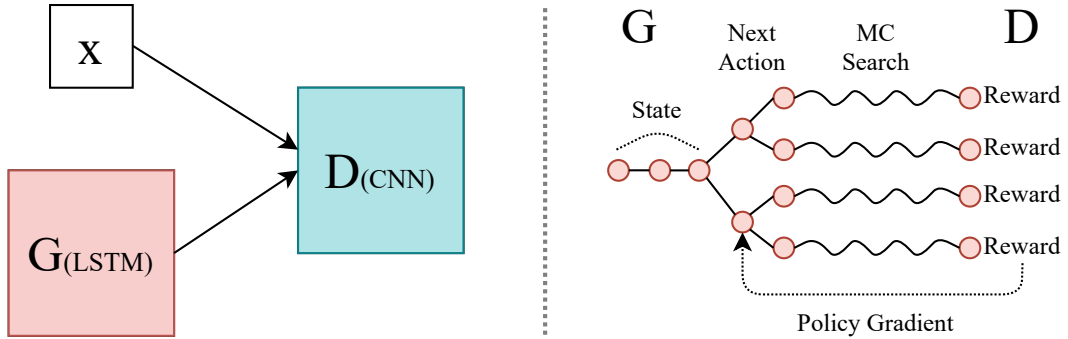 x
D(CNN)
G(LSTM)
G
D
Next
Action
MC
Search
State
Reward
Reward
Reward
Reward
Policy Gradient